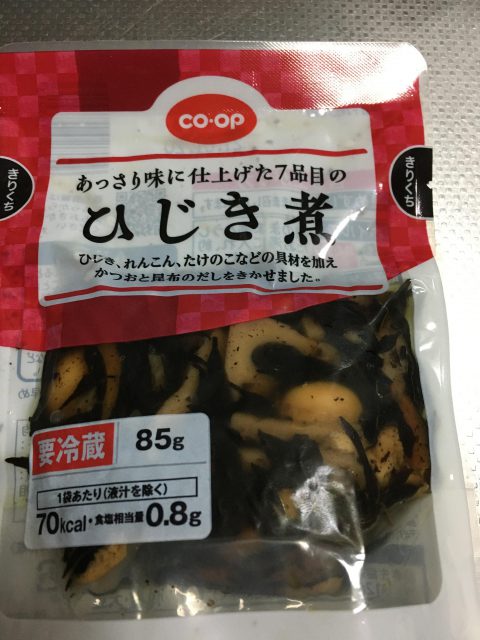 CO・OP
あっさり味に仕上げた7品目の
ひじき煮
ひじき、れんこん、たけのこなどの具材を加え
かつおと昆布のだしをきかせました。
きりくち
きりくち
要冷蔵
85g
1袋あたり(液汁を除く)
70kcal・食塩相当量0.8g